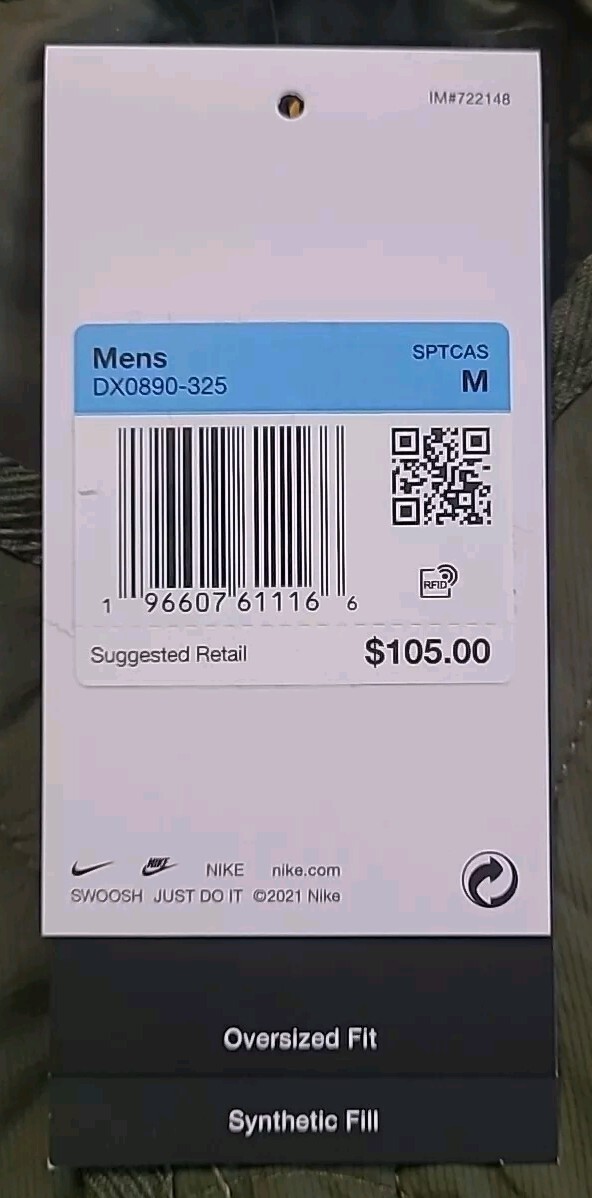 IM#722148
Mens
SPTCAS
DX0890-325
M
RFID
1 96607 61116 6
Suggested Retail
$105.00
NIKE NIKE nike.com
SWOOSH JUST DO IT ©2021 Nike
Oversized Fit
Synthetic Fill